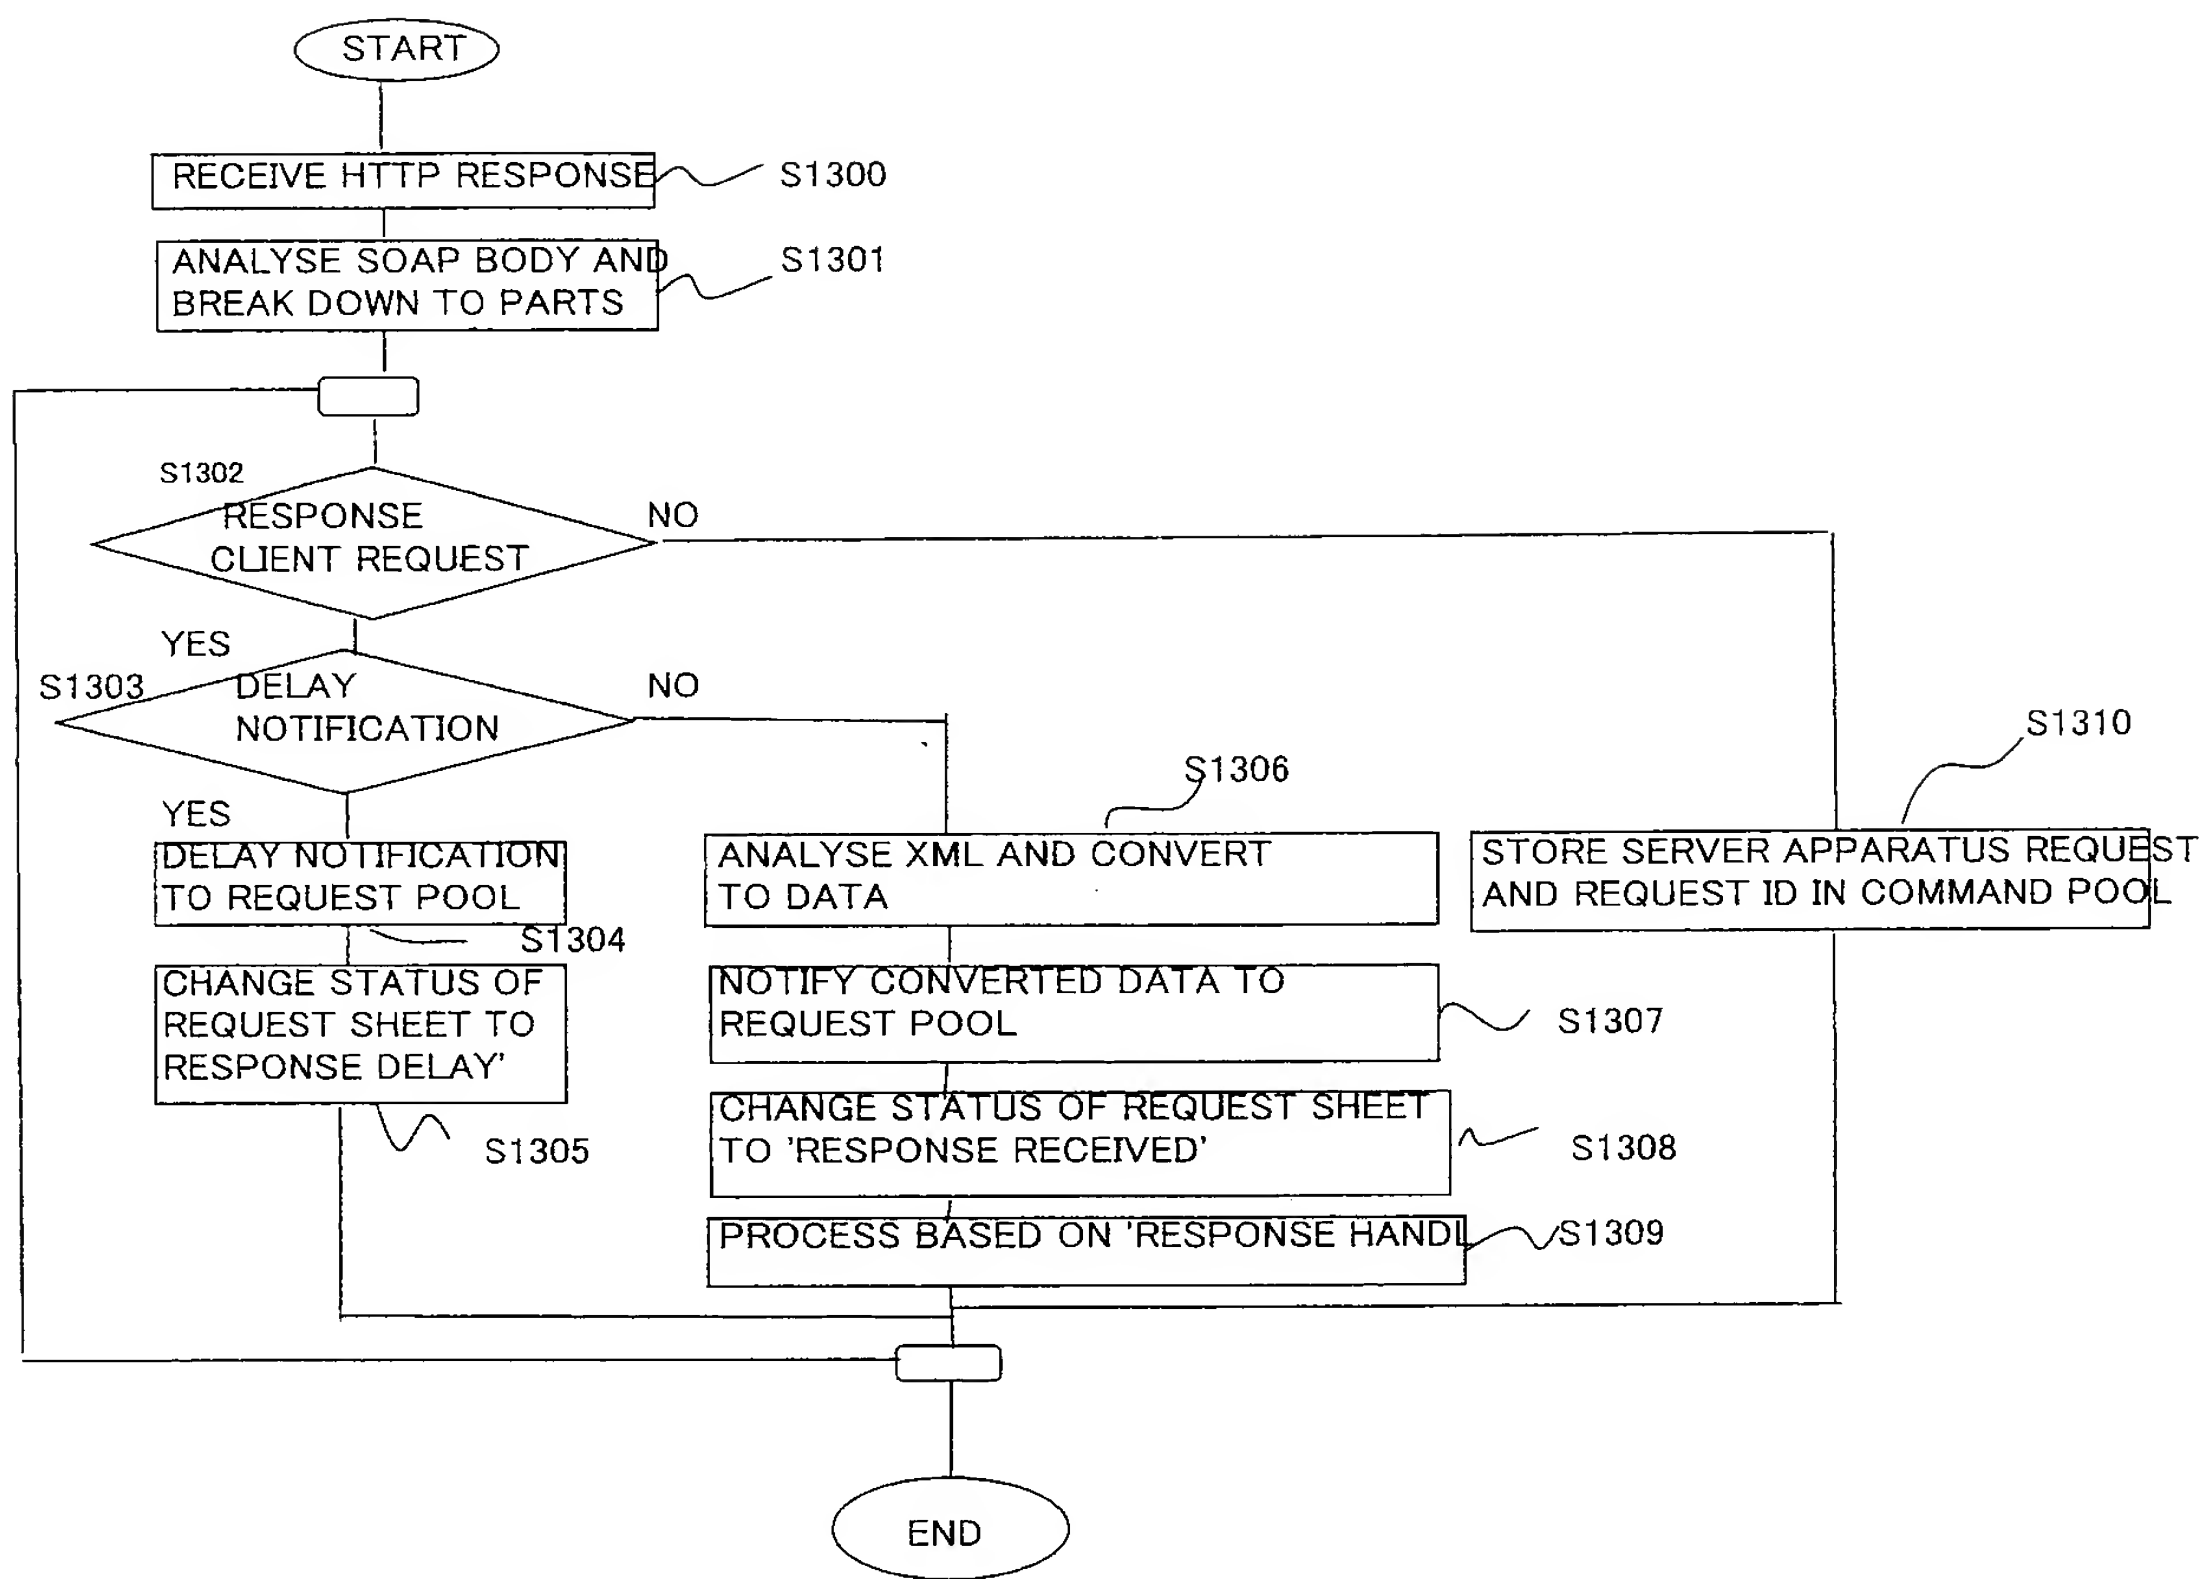 START
RECEIVE HTTP RESPONSE
S1300
ANALYSE SOAP BODY AND
BREAK DOWN TO PARTS
S1301
S1302
RESPONSE
CLIENT REQUEST
NO
YES
S1303
DELAY
NOTIFICATION
NO
YES
DELAY NOTIFICATION
TO REQUEST POOL
S1304
CHANGE STATUS OF
REQUEST SHEET TO
RESPONSE DELAY'
S1305
S1306
ANALYSE XML AND CONVERT
TO DATA
NOTIFY CONVERTED DATA TO
REQUEST POOL
S1307
CHANGE STATUS OF REQUEST SHEET
TO 'RESPONSE RECEIVED'
S1308
PROCESS BASED ON 'RESPONSE HANDL
S1309
S1310
STORE SERVER APPARATUS REQUEST
AND REQUEST ID IN COMMAND POOL
END